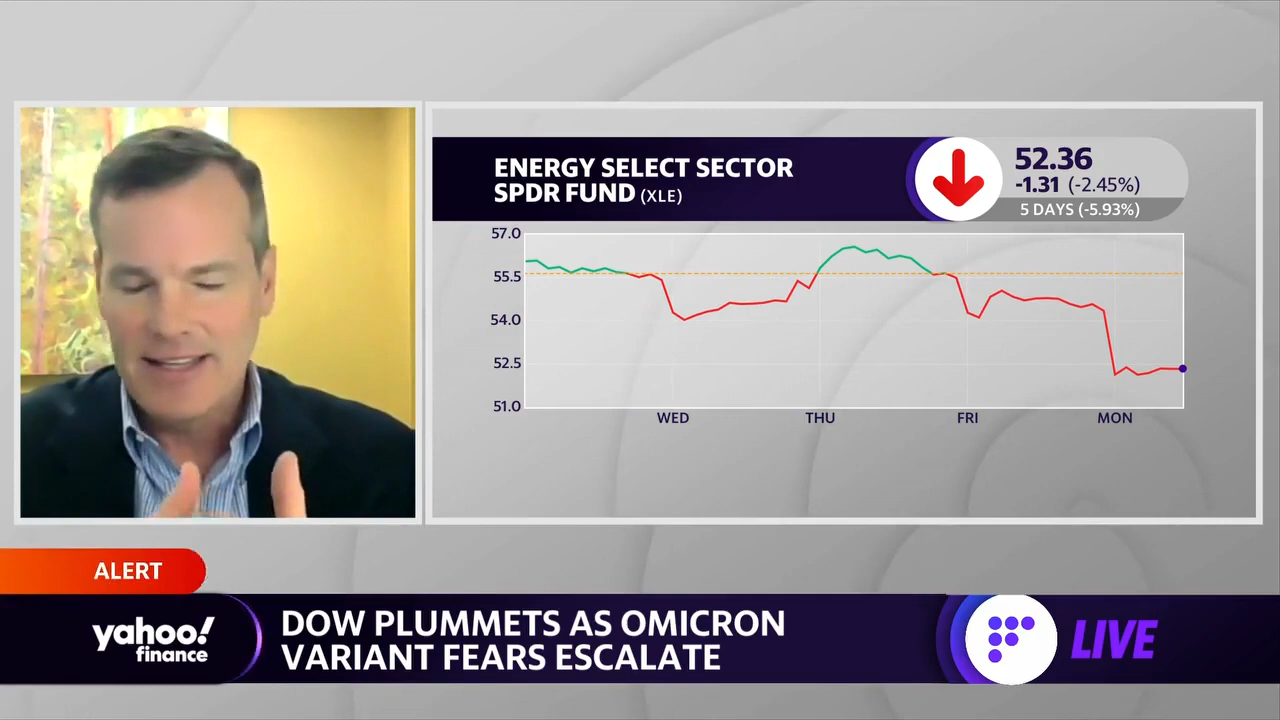 ENERGY SELECT SECTOR
SPDR FUND (XLE)
52.36
-1.31 (-2.45%)
5 DAYS (-5.93%)
57.0
55.5
54.0
52.5
51.0
WED THU FRI MON
ALERT
yahoo!
finance
DOW PLUMMETS AS OMICRON
VARIANT FEARS ESCALATE
LIVE